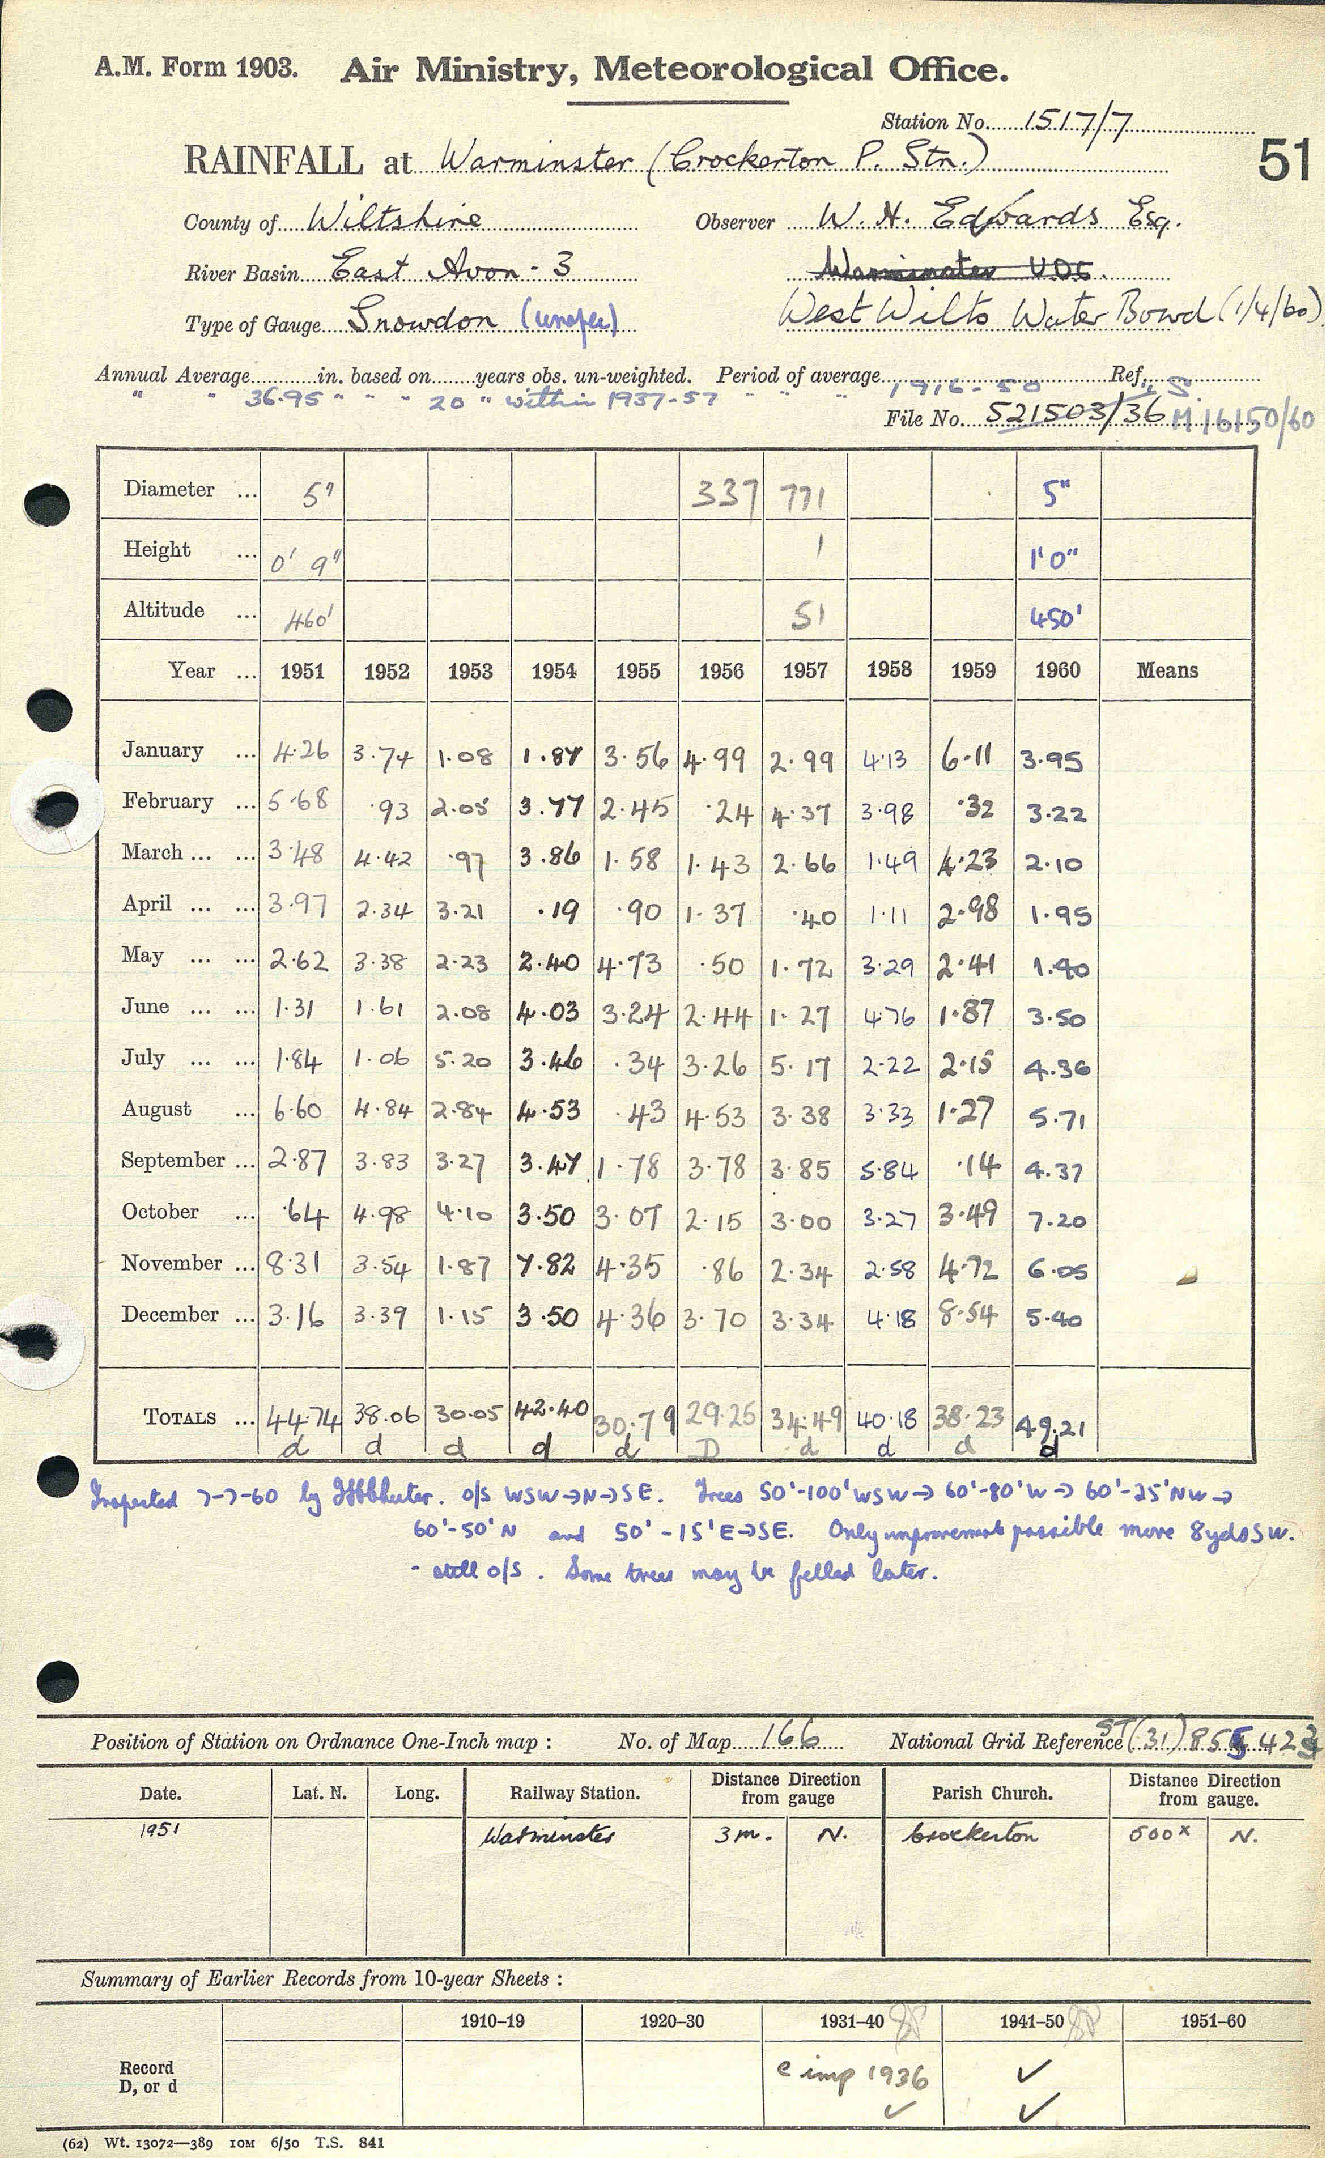 A.M. Form 1903. Air Ministry, Meteorological Office.
Station No. 1517/7
RAINFALL at Warminster (Crockerton P. Stn.) 51
County of Wiltshire Observer W. H. Edwards Esq.
River Basin East Avon - 3 Warminster U.D.C.
Type of Gauge Snowdon (unspec) West Wilts Water Board (1/4/60)
Annual Average in. based on years obs. un-weighted. Period of average 1916-50 Ref.
" " 36.95 " " " 20 " within 1937-57 " " "
File No. 521503/36 M16150/60
Diameter ... 5" 337 771 5"
Height ... 0' 9" 1 1'0"
Altitude ... 460' 51 450'
Year ... 1951 1952 1953 1954 1955 1956 1957 1958 1959 1960 Means
January ... 4.26 3.74 1.08 1.87 3.56 4.99 2.99 4.13 6.11 3.95
February ... 5.68 .93 2.05 3.77 2.45 .24 4.37 3.98 .32 3.22
March ... ... 3.48 4.42 .97 3.86 1.58 1.43 2.66 1.49 4.23 2.10
April ... ... 3.97 2.34 3.21 .19 .90 1.37 .40 1.11 2.98 1.95
May ... ... 2.62 3.38 2.23 2.40 4.73 .50 1.72 3.29 2.41 1.40
June ... ... 1.31 1.61 2.08 4.03 3.24 2.44 1.27 4.76 1.87 3.50
July ... ... 1.84 1.06 5.20 3.46 .34 3.26 5.17 2.22 2.15 4.36
August ... 6.60 4.84 2.84 4.53 .43 4.53 3.38 3.33 1.27 5.71
September ... 2.87 3.83 3.27 3.47 1.78 3.78 3.85 5.84 .14 4.37
October ... .64 4.98 4.10 3.50 3.07 2.15 3.00 3.27 3.49 7.20
November ... 8.31 3.54 1.87 7.82 4.35 .86 2.34 2.58 4.72 6.05
December ... 3.16 3.39 1.15 3.50 4.36 3.70 3.34 4.18 8.54 5.40
TOTALS ... 44.74 38.06 30.05 42.40 30.79 29.25 34.49 40.18 38.23 49.21
d d d d d D d d d d
Inspected 7-7-60 by o/s WSW→N→SE. Trees 50'-100'WSW→ 60'-80'W→ 60'-25'NW→
60'-50'N and 50'-15'E→SE. Only improvement possible move 8yds SW.
- still o/s. Some trees may be felled later.
Position of Station on Ordnance One-Inch map : No. of Map 166 National Grid Reference ST(31)855423
Date. Lat. N. Long. Railway Station. Distance Direction from gauge Parish Church. Distance Direction from gauge.
1951 Warminster 3m. N. Crockerton 500x N.
Summary of Earlier Records from 10-year Sheets :
1910-19 1920-30 1931-40 1941-50 1951-60
Record D, or d c imp 1936 ✓
✓ ✓
(62) Wt. 13072—389 10M 6/50 T.S. 841